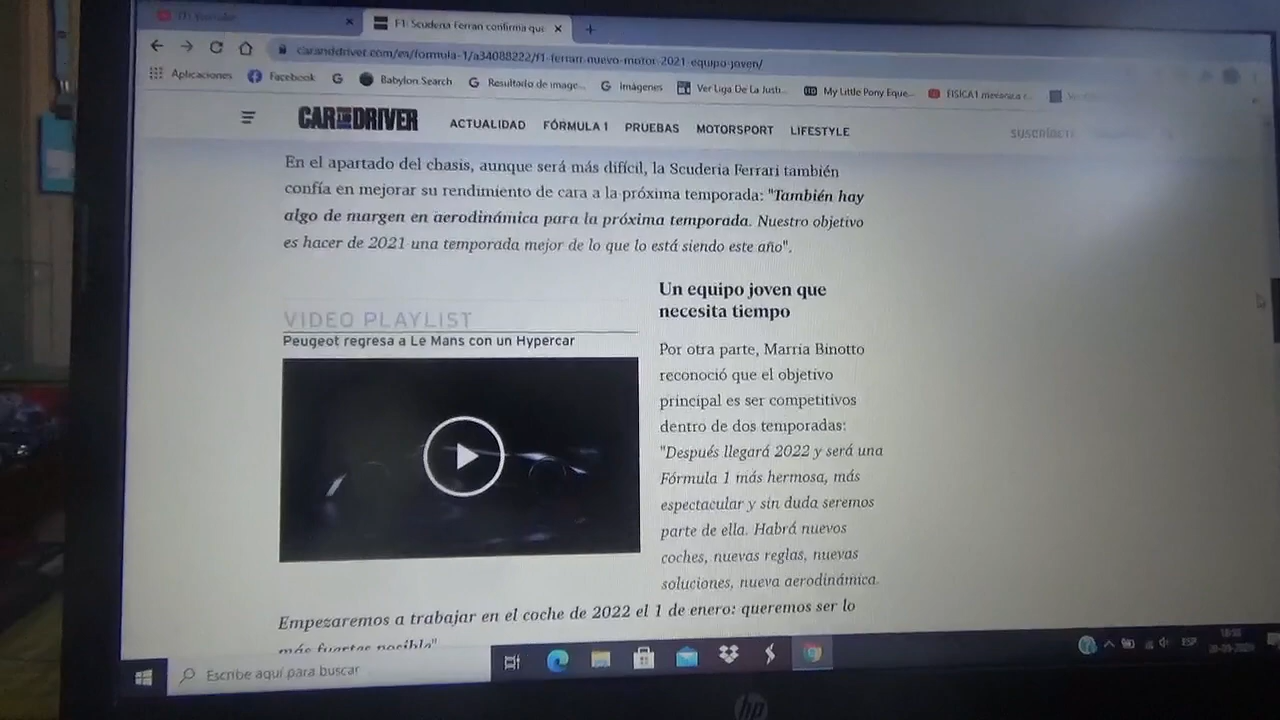 F1: Scuderia Ferrari confirma que
caranddriver.com/es/formula-1/a34088222/f1-ferrari-nuevo-motor-2021-equipo-joven/
Aplicaciones Facebook Babylon Search Resultado de image... Imágenes Ver Liga De La Justi... My Little Pony Eque... FISICA1 mecánica
CAR AND DRIVER ACTUALIDAD FÓRMULA 1 PRUEBAS MOTORSPORT LIFESTYLE
En el apartado del chasis, aunque será más difícil, la Scuderia Ferrari también
confía en mejorar su rendimiento de cara a la próxima temporada: "También hay
algo de margen en aerodinámica para la próxima temporada. Nuestro objetivo
es hacer de 2021 una temporada mejor de lo que lo está siendo este año".
VIDEO PLAYLIST
Peugeot regresa a Le Mans con un Hypercar
Un equipo joven que
necesita tiempo
Por otra parte, Marria Binotto
reconoció que el objetivo
principal es ser competitivos
dentro de dos temporadas:
"Después llegará 2022 y será una
Fórmula 1 más hermosa, más
espectacular y sin duda seremos
parte de ella. Habrá nuevos
coches, nuevas reglas, nuevas
soluciones, nueva aerodinámica.
Empezaremos a trabajar en el coche de 2022 el 1 de enero: queremos ser lo
más fuertes posible"
Escribe aquí para buscar
ESP
hp